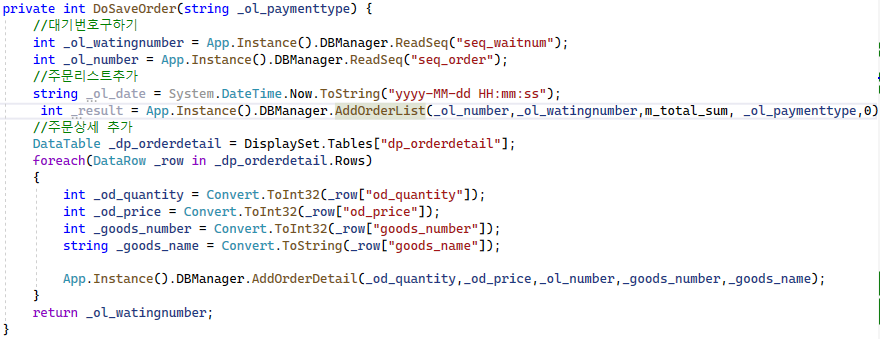 private int DoSaveOrder(string _ol_paymenttype) {
//대기번호구하기
int _ol_watingnumber = App.Instance().DBManager.ReadSeq("seq_waitnum");
int _ol_number = App.Instance().DBManager.ReadSeq("seq_order");
//주문리스트추가
string _ol_date = System.DateTime.Now.ToString("yyyy-MM-dd HH:mm:ss");
int _result = App.Instance().DBManager.AddOrderList(_ol_number,_ol_watingnumber,m_total_sum, _ol_paymenttype,0)
//주문상세 추가
DataTable _dp_orderdetail = DisplaySet.Tables["dp_orderdetail"];
foreach(DataRow _row in _dp_orderdetail.Rows)
{
int _od_quantity = Convert.ToInt32(_row["od_quantity"]);
int _od_price = Convert.ToInt32(_row["od_price"]);
int _goods_number = Convert.ToInt32(_row["goods_number"]);
string _goods_name = Convert.ToString(_row["goods_name"]);
App.Instance().DBManager.AddOrderDetail(_od_quantity,_od_price,_ol_number,_goods_number,_goods_name);
}
return _ol_watingnumber;
}